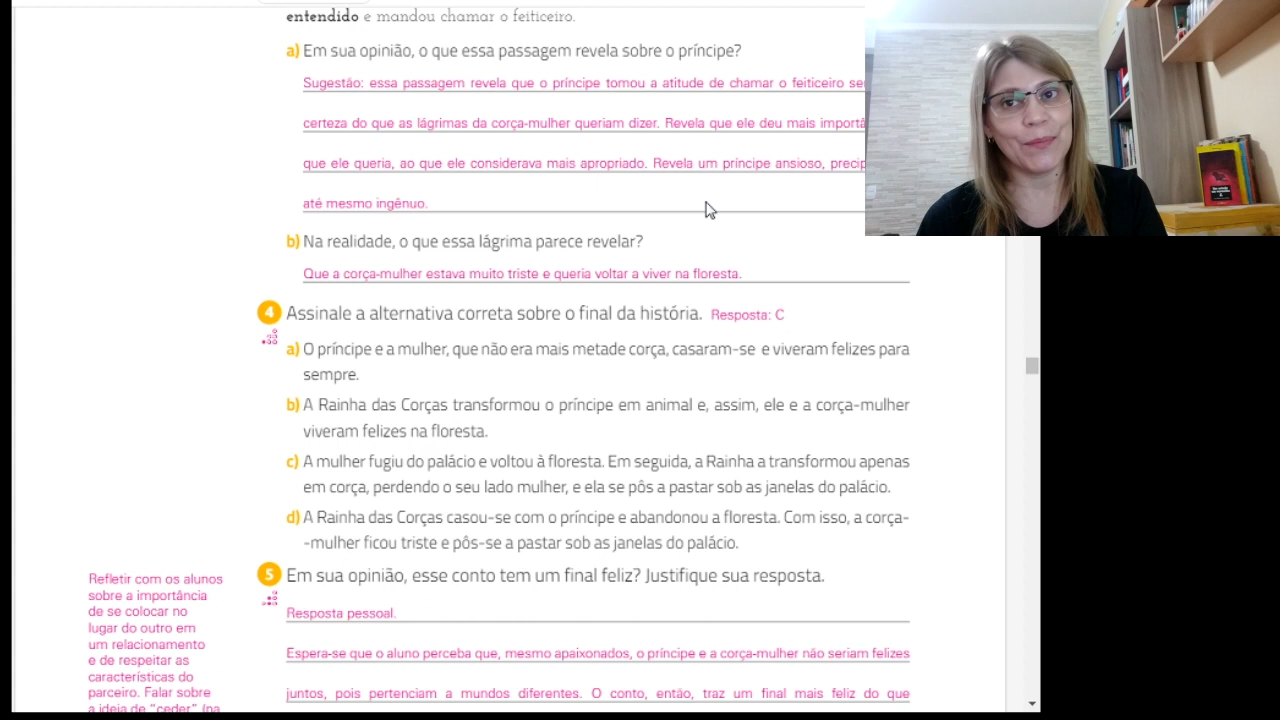 entendido e mandou chamar o feiticeiro.
a) Em sua opinião, o que essa passagem revela sobre o príncipe?
Sugestão: essa passagem revela que o príncipe tomou a atitude de chamar o feiticeiro
certeza do que as lágrimas da corça-mulher queriam dizer. Revela que ele deu mais
que ele queria, ao que ele considerava mais apropriado. Revela um príncipe ansioso,
até mesmo ingênuo.
b) Na realidade, o que essa lágrima parece revelar?
Que a corça-mulher estava muito triste e queria voltar a viver na floresta.
4 Assinale a alternativa correta sobre o final da história. Resposta: C
a) O príncipe e a mulher, que não era mais metade corça, casaram-se e viveram felizes para
sempre.
b) A Rainha das Corças transformou o príncipe em animal e, assim, ele e a corça-mulher
viveram felizes na floresta.
c) A mulher fugiu do palácio e voltou à floresta. Em seguida, a Rainha a transformou apenas
em corça, perdendo o seu lado mulher, e ela se pôs a pastar sob as janelas do palácio.
d) A Rainha das Corças casou-se com o príncipe e abandonou a floresta. Com isso, a corça-
-mulher ficou triste e pôs-se a pastar sob as janelas do palácio.
5 Em sua opinião, esse conto tem um final feliz? Justifique sua resposta.
Resposta pessoal.
Espera-se que o aluno perceba que, mesmo apaixonados, o príncipe e a corça-mulher não seriam felizes
juntos, pois pertenciam a mundos diferentes. O conto, então, traz um final mais feliz do que
Refletir com os alunos
sobre a importância
de se colocar no
lugar do outro em
um relacionamento
e de respeitar as
características do
parceiro. Falar sobre
a ideia de "ceder" (na